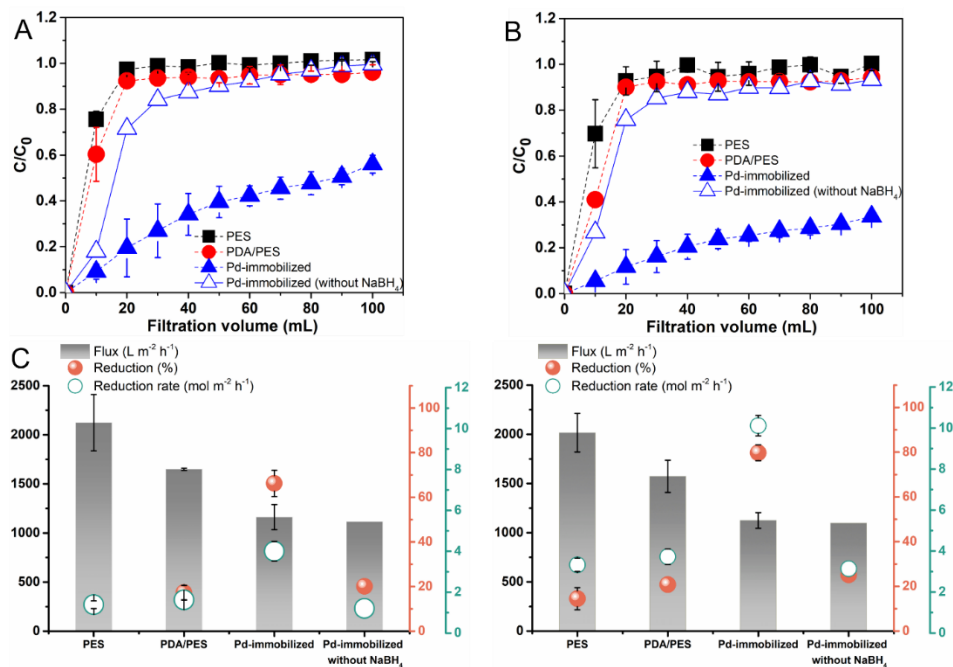 A
1.2
1.0
0.8
0.6
0.4
0.2
0.0
C/C₀
PES
PDA/PES
Pd-immobilized
Pd-immobilized (without NaBH₄)
0 20 40 60 80 100
Filtration volume (mL)
B
1.2
1.0
0.8
0.6
0.4
0.2
0.0
C/C₀
PES
PDA/PES
Pd-immobilized
Pd-immobilized (without NaBH₄)
0 20 40 60 80 100
Filtration volume (mL)
C
Flux (L m⁻² h⁻¹)
Reduction (%)
Reduction rate (mol m⁻² h⁻¹)
2500
2000
1500
1000
500
0
100
80
60
40
20
0
12
10
8
6
4
2
0
PES PDA/PES Pd-immobilized Pd-immobilized
without NaBH₄
Flux (L m⁻² h⁻¹)
Reduction (%)
Reduction rate (mol m⁻² h⁻¹)
2500
2000
1500
1000
500
0
100
80
60
40
20
0
12
10
8
6
4
2
0
PES PDA/PES Pd-immobilized Pd-immobilized
without NaBH₄